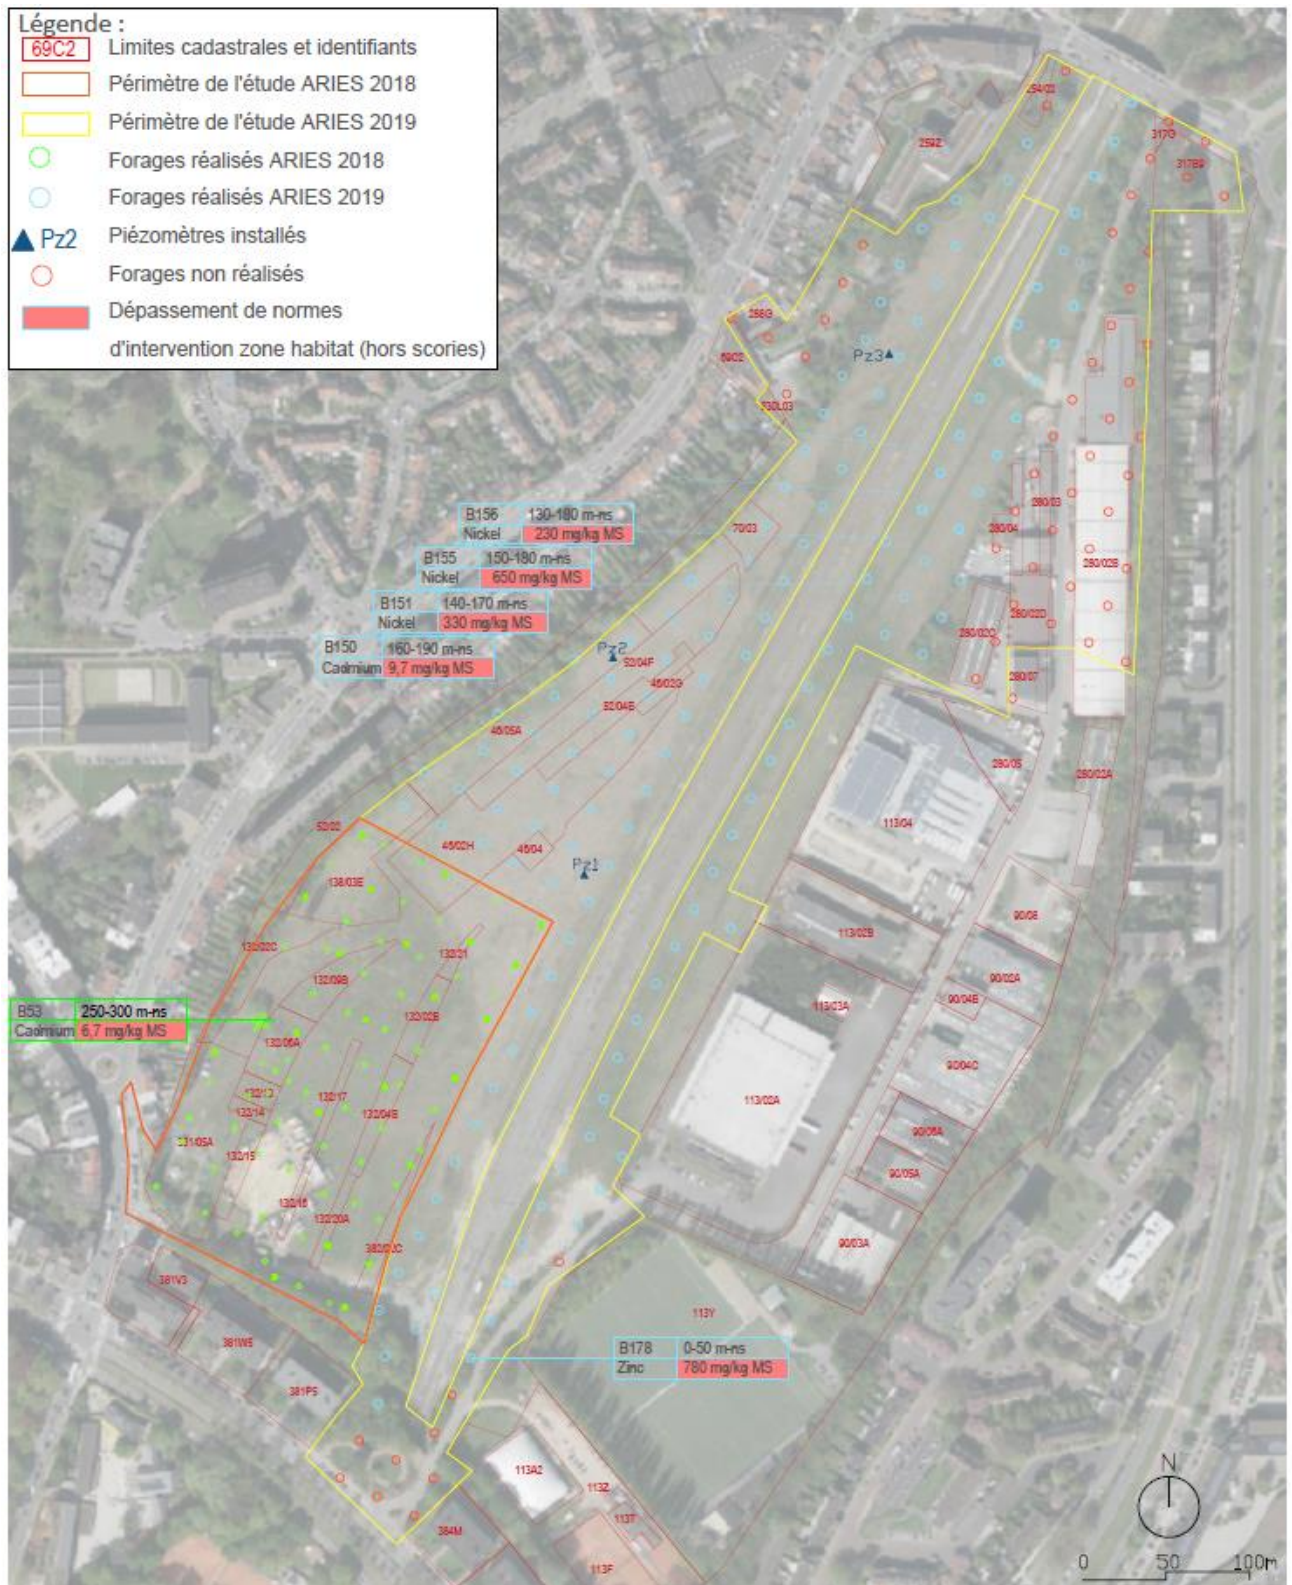 Légende :
69C2 Limites cadastrales et identifiants
Périmètre de l'étude ARIES 2018
Périmètre de l'étude ARIES 2019
Forages réalisés ARIES 2018
Forages réalisés ARIES 2019
Pz2 Piézomètres installés
Forages non réalisés
Dépassement de normes
d'intervention zone habitat (hors scories)
259Z
317G
317B9
69C2
Pz3
B156 130-180 m-ns
Nickel 230 mg/kg MS
70/03
280/03
280/04
B155 150-180 m-ns
Nickel 650 mg/kg MS
280/02B
B151 140-170 m-ns
Nickel 330 mg/kg MS
280/02D
B150 160-190 m-ns
Cadmium 9,7 mg/kg MS
Pz2
52/04F
46/02G
280/07
52/04B
46/05A
280/05
280/02A
52/02
113/04
46/02H
46/04
Pz1
138/03E
90/08
113/02B
132/02C
132/21
132/09B
90/02A
90/04B
113/03A
B53 250-300 m-ns
Cadmium 6,7 mg/kg MS
132/02B
132/06A
90/04C
132/13
132/17
132/14
132/04B
113/02A
90/06A
132/15
90/05A
132/16
132/20A
90/03A
381V3
113Y
381W5
B178 0-50 m-ns
Zinc 780 mg/kg MS
381P5
113A2
113Z
113T
384M
113F
N
0 50 100m